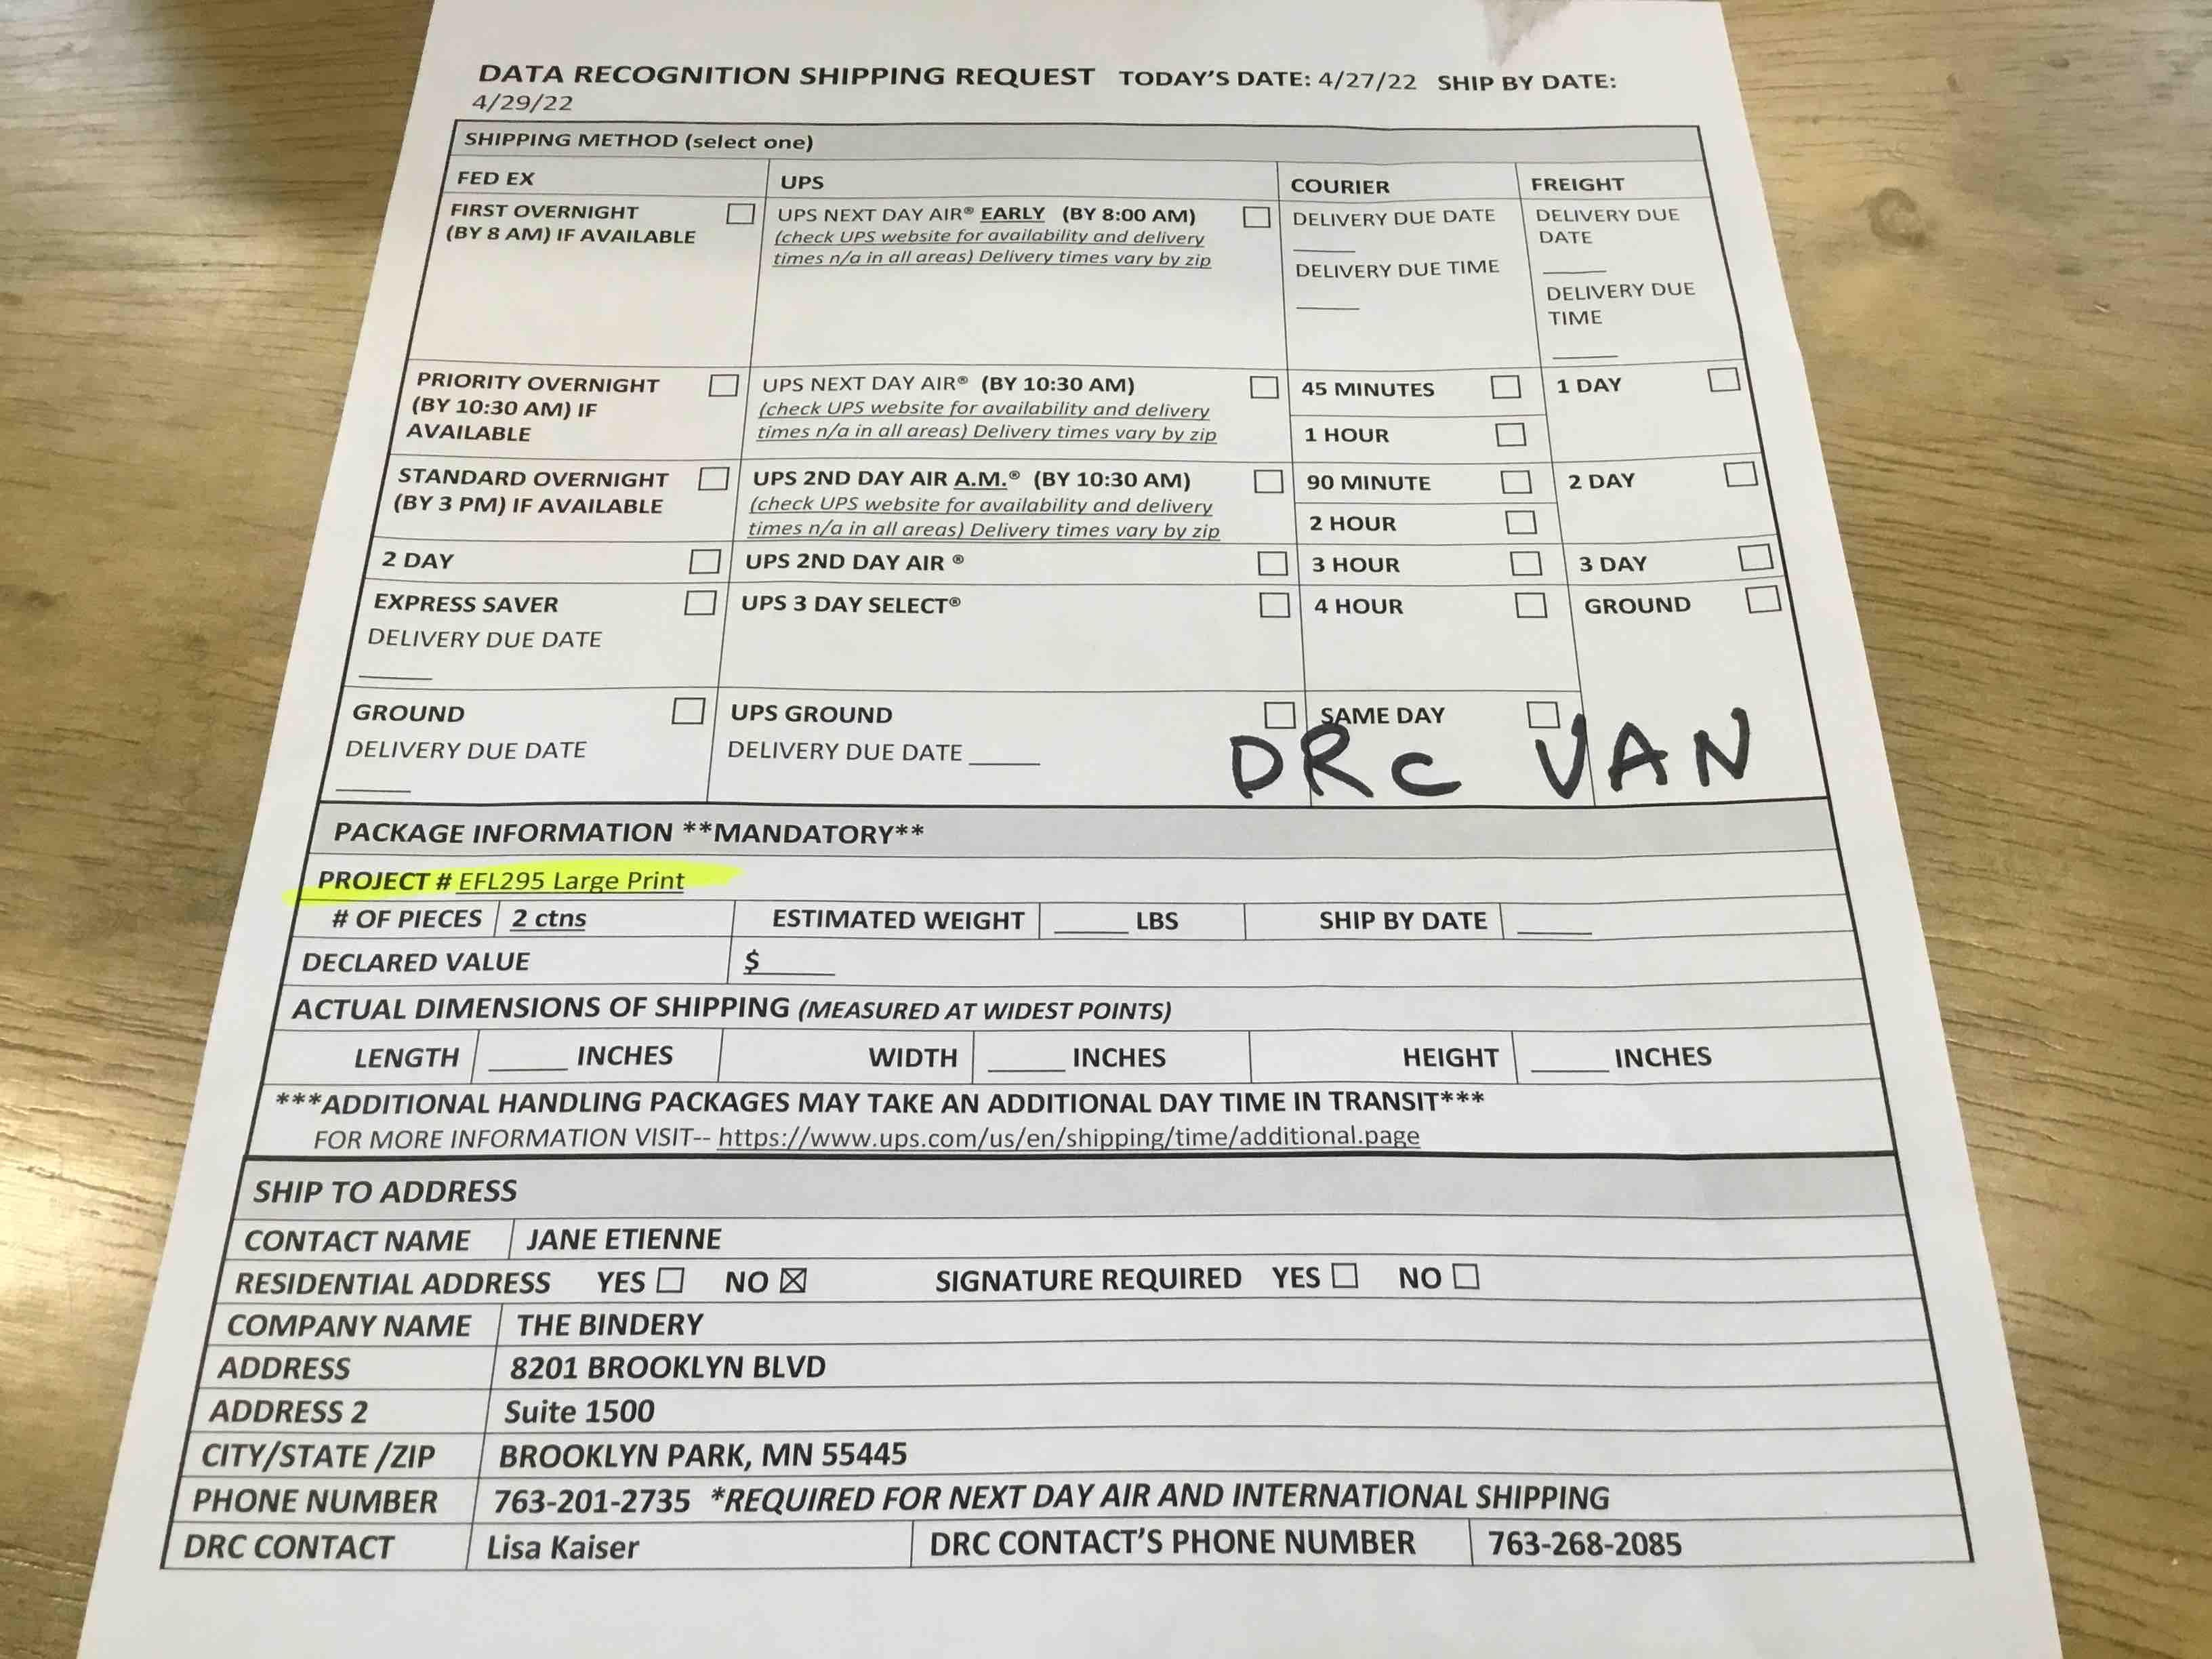 DATA RECOGNITION SHIPPING REQUEST TODAY'S DATE: 4/27/22 SHIP BY DATE:
4/29/22
SHIPPING METHOD (select one)
FED EX UPS COURIER FREIGHT
FIRST OVERNIGHT
(BY 8 AM) IF AVAILABLE
UPS NEXT DAY AIR® EARLY (BY 8:00 AM)
(check UPS website for availability and delivery
times n/a in all areas) Delivery times vary by zip
DELIVERY DUE DATE
____
DELIVERY DUE TIME
____
DELIVERY DUE
DATE
____
DELIVERY DUE
TIME
____
PRIORITY OVERNIGHT
(BY 10:30 AM) IF
AVAILABLE
UPS NEXT DAY AIR® (BY 10:30 AM)
(check UPS website for availability and delivery
times n/a in all areas) Delivery times vary by zip
45 MINUTES
1 HOUR
1 DAY
STANDARD OVERNIGHT
(BY 3 PM) IF AVAILABLE
UPS 2ND DAY AIR A.M.® (BY 10:30 AM)
(check UPS website for availability and delivery
times n/a in all areas) Delivery times vary by zip
90 MINUTE
2 HOUR
2 DAY
2 DAY UPS 2ND DAY AIR ® 3 HOUR 3 DAY
EXPRESS SAVER UPS 3 DAY SELECT® 4 HOUR GROUND
DELIVERY DUE DATE
____
GROUND UPS GROUND SAME DAY
DELIVERY DUE DATE DELIVERY DUE DATE ____
____
DRC VAN
PACKAGE INFORMATION **MANDATORY**
PROJECT # EFL295 Large Print
# OF PIECES 2 ctns ESTIMATED WEIGHT ____ LBS SHIP BY DATE ____
DECLARED VALUE $____
ACTUAL DIMENSIONS OF SHIPPING (MEASURED AT WIDEST POINTS)
LENGTH ____ INCHES WIDTH ____ INCHES HEIGHT ____ INCHES
***ADDITIONAL HANDLING PACKAGES MAY TAKE AN ADDITIONAL DAY TIME IN TRANSIT***
FOR MORE INFORMATION VISIT-- https://www.ups.com/us/en/shipping/time/additional.page
SHIP TO ADDRESS
CONTACT NAME JANE ETIENNE
RESIDENTIAL ADDRESS YES ☐ NO ☒ SIGNATURE REQUIRED YES ☐ NO ☐
COMPANY NAME THE BINDERY
ADDRESS 8201 BROOKLYN BLVD
ADDRESS 2 Suite 1500
CITY/STATE /ZIP BROOKLYN PARK, MN 55445
PHONE NUMBER 763-201-2735 *REQUIRED FOR NEXT DAY AIR AND INTERNATIONAL SHIPPING
DRC CONTACT Lisa Kaiser DRC CONTACT'S PHONE NUMBER 763-268-2085